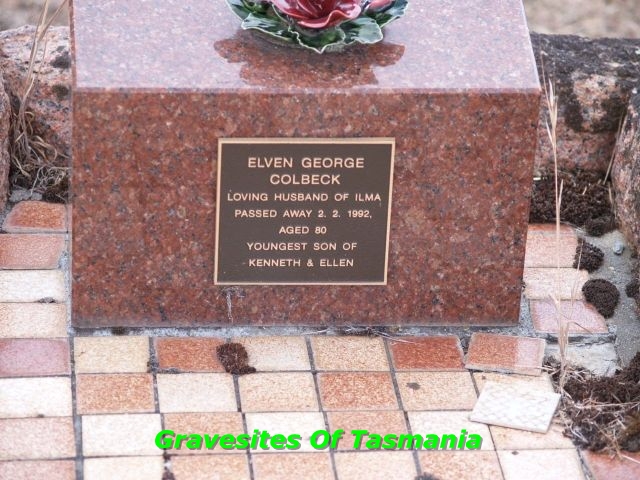 ELVEN GEORGE
COLBECK
LOVING HUSBAND OF ILMA
PASSED AWAY 2. 2. 1992,
AGED 80
YOUNGEST SON OF
KENNETH & ELLEN
Gravesites Of Tasmania